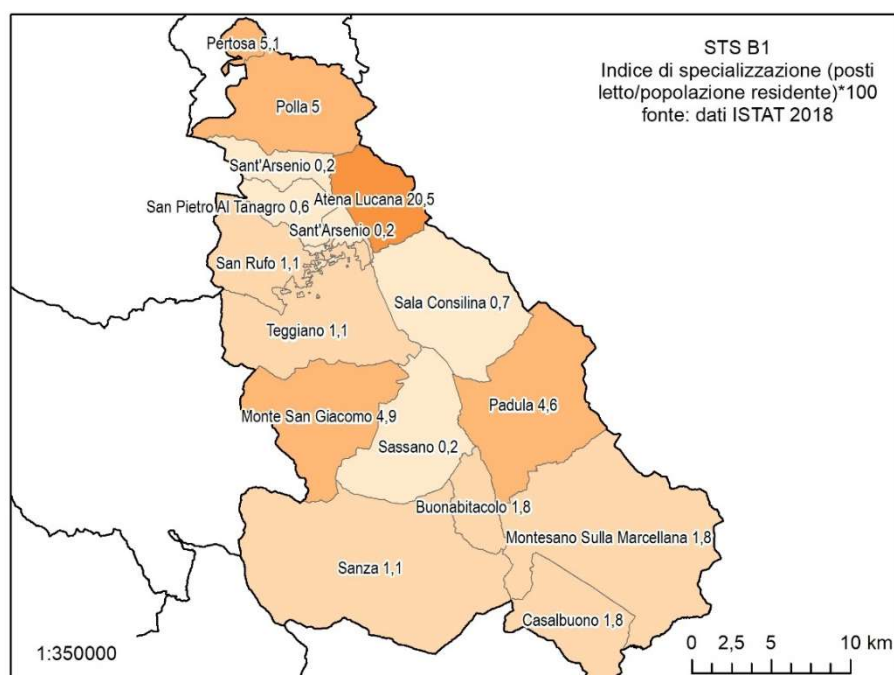 STS B1
Indice di specializzazione (posti
letto/popolazione residente)*100
fonte: dati ISTAT 2018
Pertosa 5,1
Polla 5
Sant'Arsenio 0,2
Atena Lucana 20,5
San Pietro Al Tanagro 0,6
Sant'Arsenio 0,2
San Rufo 1,1
Sala Consilina 0,7
Teggiano 1,1
Padula 4,6
Monte San Giacomo 4,9
Sassano 0,2
Buonabitacolo 1,8
Montesano Sulla Marcellana 1,8
Sanza 1,1
Casalbuono 1,8
1:350000
0 2,5 5 10 km